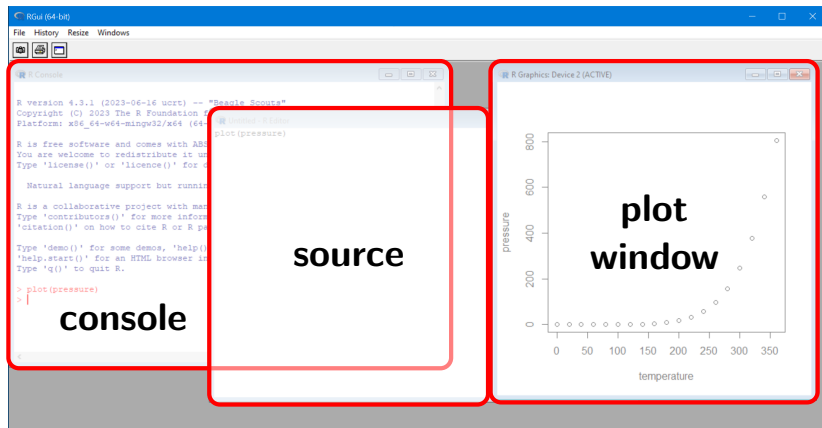 RGui (64-bit)
File History Resize Windows
R Console
R version 4.3.1 (2023-06-16 ucrt) -- "Beagle Scouts"
Copyright (C) 2023 The R Foundation f
Platform: x86_64-w64-mingw32/x64 (64-
R is free software and comes with ABS
You are welcome to redistribute it un
Type 'license()' or 'licence()' for d
Natural language support but runnin
R is a collaborative project with man
Type 'contributors()' for more inform
'citation()' on how to cite R or R pa
Type 'demo()' for some demos, 'help()
'help.start()' for an HTML browser in
Type 'q()' to quit R.
> plot(pressure)
>
console
Untitled - R Editor
plot(pressure)
source
R Graphics: Device 2 (ACTIVE)
plot
window
pressure
800
600
400
200
0
0 50 100 150 200 250 300 350
temperature